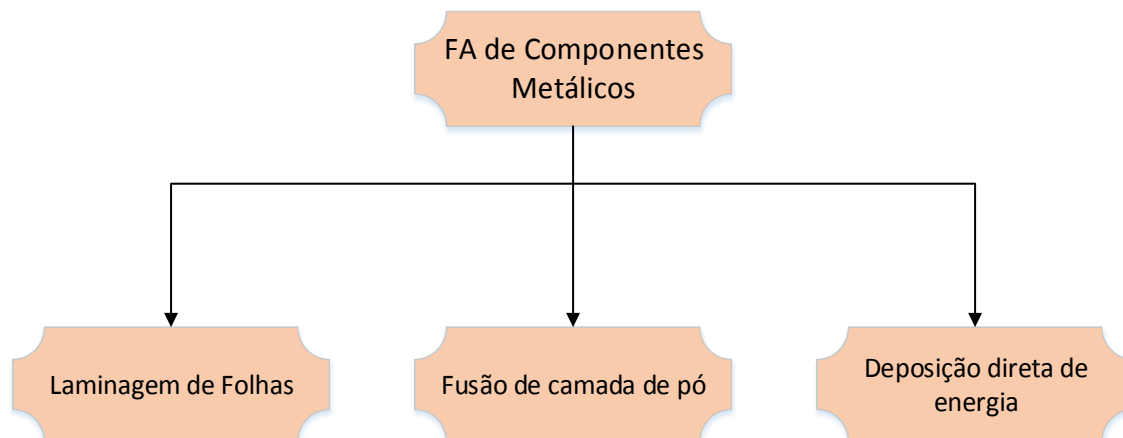 FA de Componentes
Metálicos
Laminagem de Folhas
Fusão de camada de pó
Deposição direta de
energia